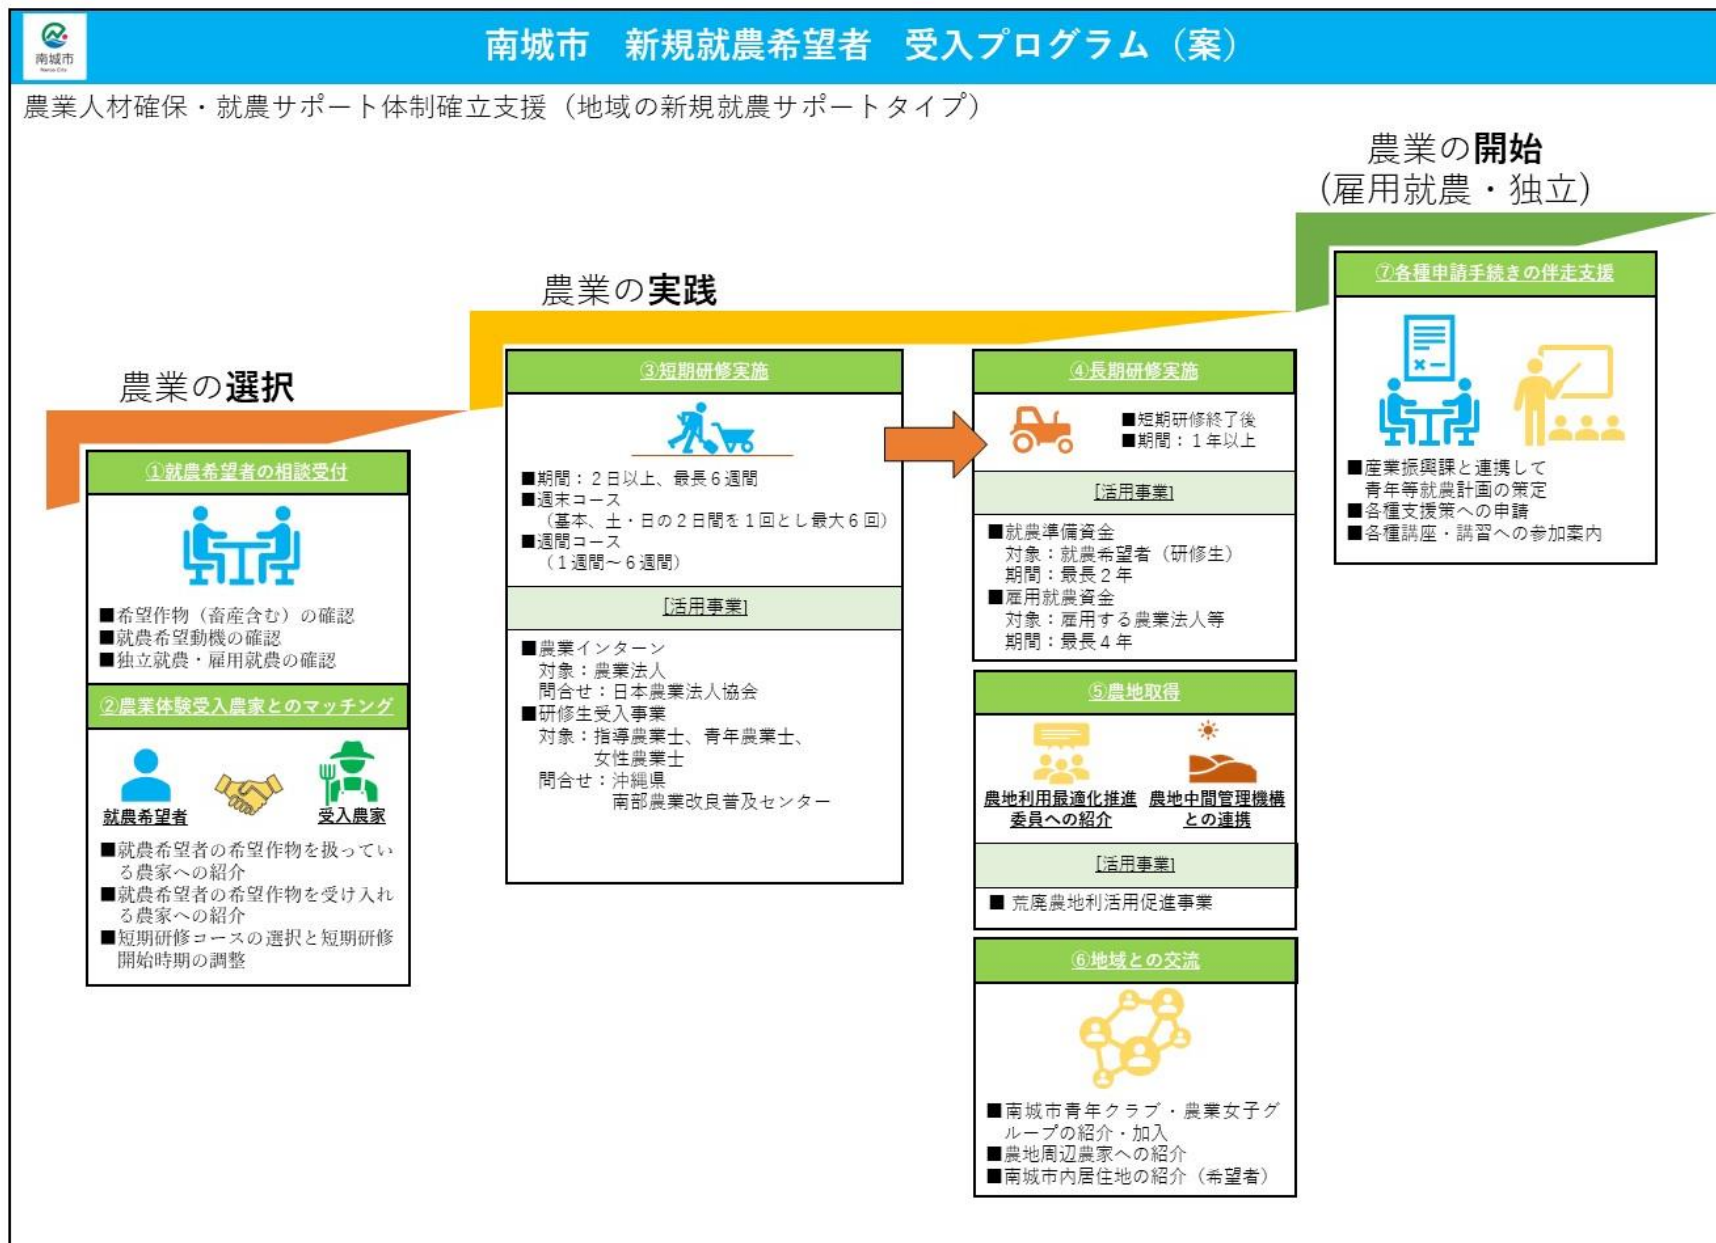 南城市
Nanjo City
南城市　新規就農希望者　受入プログラム（案）
農業人材確保・就農サポート体制確立支援（地域の新規就農サポートタイプ）
農業の選択
①就農希望者の相談受付
■希望作物（畜産含む）の確認
■就農希望動機の確認
■独立就農・雇用就農の確認
②農業体験受入農家とのマッチング
就農希望者
受入農家
■就農希望者の希望作物を扱ってい
る農家への紹介
■就農希望者の希望作物を受け入れ
る農家への紹介
■短期研修コースの選択と短期研修
開始時期の調整
農業の実践
③短期研修実施
■期間：２日以上、最長６週間
■週末コース
（基本、土・日の２日間を１回とし最大６回）
■週間コース
（１週間～６週間）
[活用事業]
■農業インターン
対象：農業法人
問合せ：日本農業法人協会
■研修生受入事業
対象：指導農業士、青年農業士、
女性農業士
問合せ：沖縄県
南部農業改良普及センター
④長期研修実施
■短期研修終了後
■期間：１年以上
[活用事業]
■就農準備資金
対象：就農希望者（研修生）
期間：最長２年
■雇用就農資金
対象：雇用する農業法人等
期間：最長４年
⑤農地取得
農地利用最適化推進
委員への紹介
農地中間管理機構
との連携
[活用事業]
■ 荒廃農地利活用促進事業
⑥地域との交流
■南城市青年クラブ・農業女子グ
ループの紹介・加入
■農地周辺農家への紹介
■南城市内居住地の紹介（希望者）
農業の開始
(雇用就農・独立)
⑦各種申請手続きの伴走支援
■産業振興課と連携して
青年等就農計画の策定
■各種支援策への申請
■各種講座・講習への参加案内